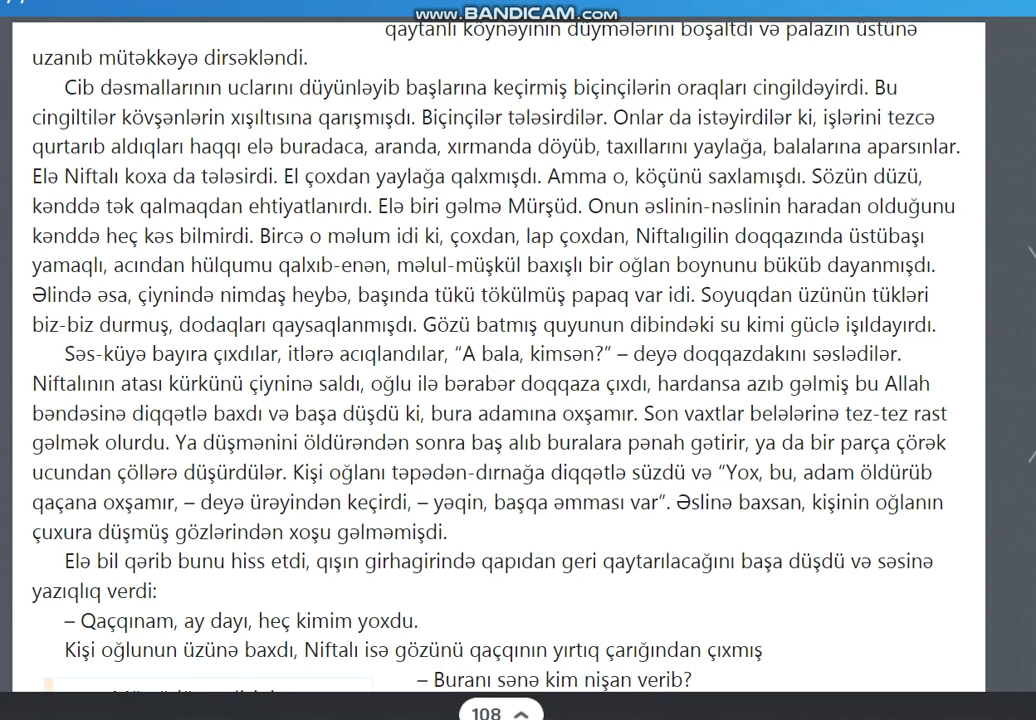 www.BANDICAM.com
qaytanlı köynəyinin düymələrini boşaltdı və palazın üstünə
uzanıb mütəkkəyə dirsəkləndi.
Cib dəsmallarının uclarını düyünləyib başlarına keçirmiş biçinçilərin oraqları cingildəyirdi. Bu
cingiltilər kövşənlərin xışıltısına qarışmışdı. Biçinçilər tələsirdilər. Onlar da istəyirdilər ki, işlərini tezcə
qurtarıb aldıqları haqqı elə buradaca, aranda, xırmanda döyüb, taxıllarını yaylağa, balalarına aparsınlar.
Elə Niftalı koxa da tələsirdi. El çoxdan yaylağa qalxmışdı. Amma o, köçünü saxlamışdı. Sözün düzü,
kənddə tək qalmaqdan ehtiyatlanırdı. Elə biri gəlmə Mürşüd. Onun əslinin-nəslinin haradan olduğunu
kənddə heç kəs bilmirdi. Bircə o məlum idi ki, çoxdan, lap çoxdan, Niftalıgilin doqqazında üstübaşı
yamaqlı, acından hülqumu qalxıb-enən, məlul-müşkül baxışlı bir oğlan boynunu büküb dayanmışdı.
Əlində əsa, çiynində nimdaş heybə, başında tükü tökülmüş papaq var idi. Soyuqdan üzünün tükləri
biz-biz durmuş, dodaqları qaysaqlanmışdı. Gözü batmış quyunun dibindəki su kimi güclə işıldayırdı.
Səs-küyə bayıra çıxdılar, itlərə acıqlandılar, “A bala, kimsən?” – deyə doqqazdakını səslədilər.
Niftalının atası kürkünü çiyninə saldı, oğlu ilə bərabər doqqaza çıxdı, hardansa azıb gəlmiş bu Allah
bəndəsinə diqqətlə baxdı və başa düşdü ki, bura adamına oxşamır. Son vaxtlar belələrinə tez-tez rast
gəlmək olurdu. Ya düşmənini öldürəndən sonra baş alıb buralara pənah gətirir, ya da bir parça çörək
ucundan çöllərə düşürdülər. Kişi oğlanı təpədən-dırnağa diqqətlə süzdü və “Yox, bu, adam öldürüb
qaçana oxşamır, – deyə ürəyindən keçirdi, – yəqin, başqa əmması var”. Əslinə baxsan, kişinin oğlanın
çuxura düşmüş gözlərindən xoşu gəlməmişdi.
Elə bil qərib bunu hiss etdi, qışın girhagirində qapıdan geri qaytarılacağını başa düşdü və səsinə
yazıqlıq verdi:
– Qaçqınam, ay dayı, heç kimim yoxdu.
Kişi oğlunun üzünə baxdı, Niftalı isə gözünü qaçqının yırtıq çarığından çıxmış
– Buranı sənə kim nişan verib?
108